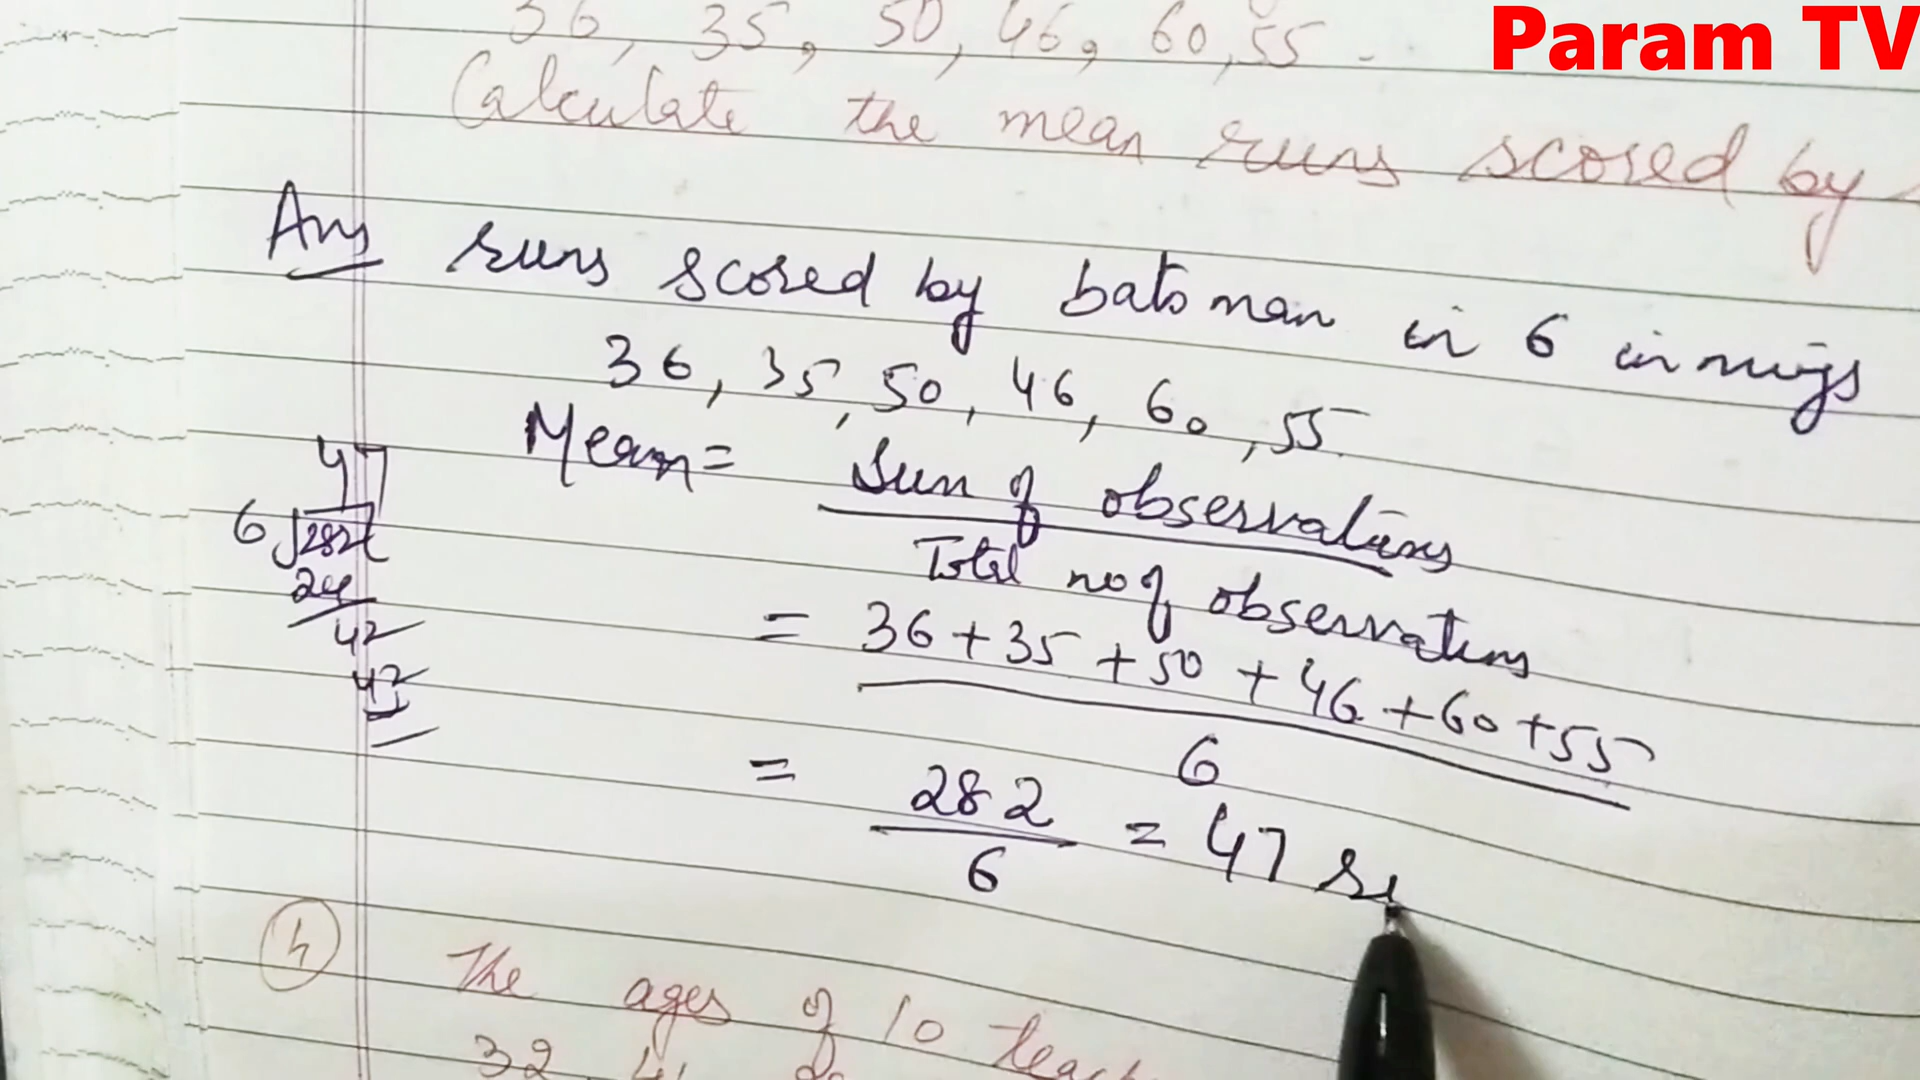 Param TV
36, 35, 50, 46, 60, 55.
Calculate the mean runs scored by
Ans runs scored by batsman in 6 innings
36, 35, 50, 46, 60, 55.
Mean = Sum of observations
Total no of observations
= 36 + 35 + 50 + 46 + 60 + 55
6
= 282 = 47
6
47
6 282
24
42
42
4 The ages of 10 teach
32 41